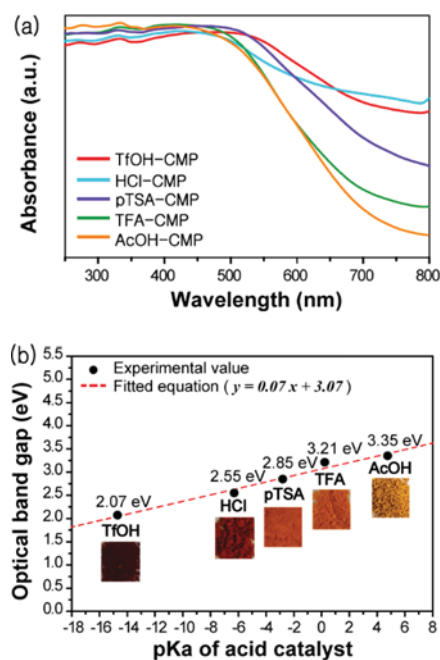 (a)
Absorbance (a.u.)
TfOH-CMP
HCl-CMP
pTSA-CMP
TFA-CMP
AcOH-CMP
300 400 500 600 700 800
Wavelength (nm)
(b)
Optical band gap (eV)
5.5
5.0
4.5
4.0
3.5
3.0
2.5
2.0
1.5
1.0
0.5
0.0
Experimental value
Fitted equation ( y = 0.07 x + 3.07)
2.07 eV
TfOH
2.55 eV
HCl
2.85 eV
pTSA
3.21 eV
TFA
3.35 eV
AcOH
-18 -16 -14 -12 -10 -8 -6 -4 -2 0 2 4 6 8
pKa of acid catalyst